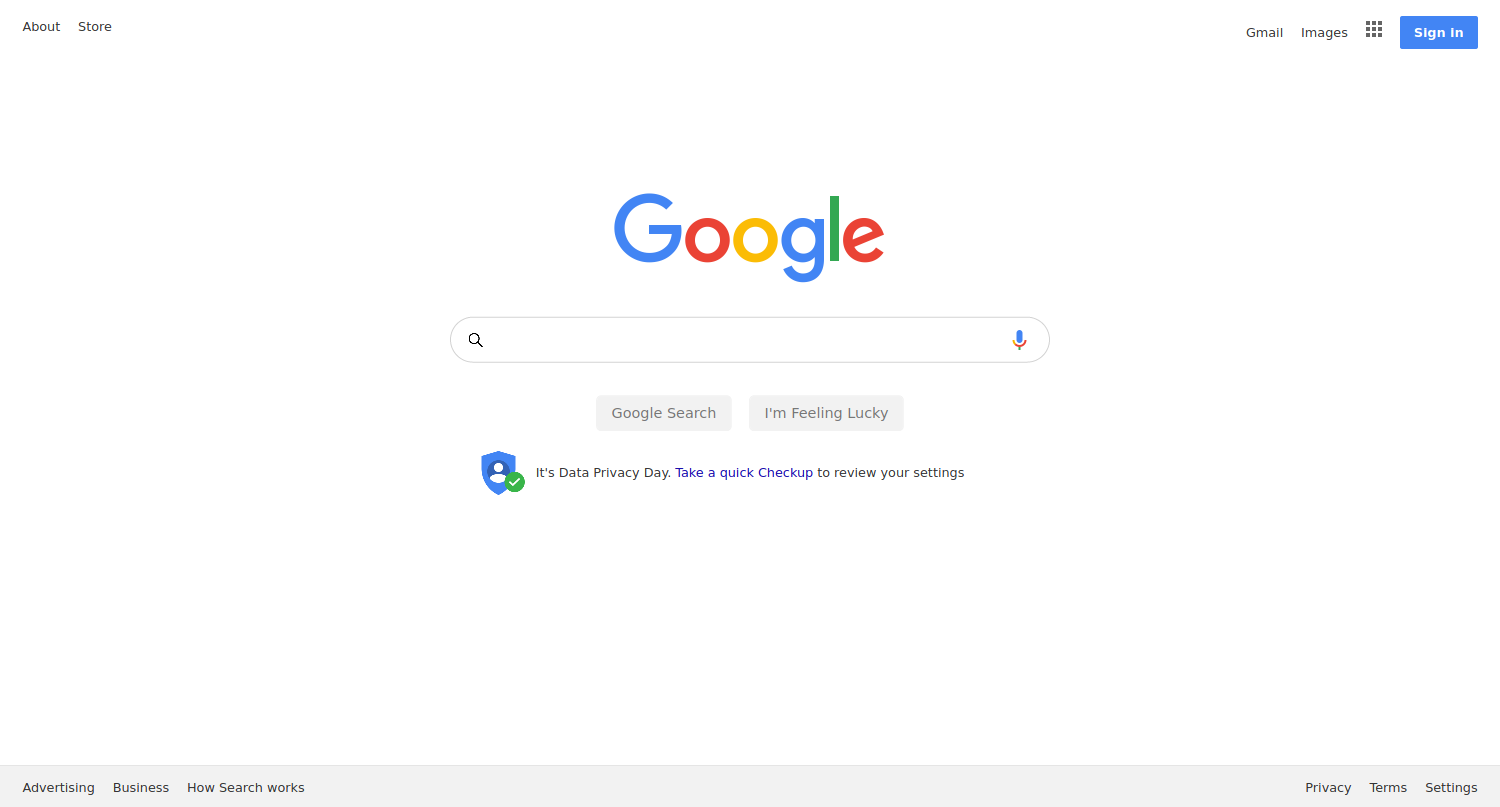 About Store
Gmail Images Sign in
Google
Google Search I'm Feeling Lucky
It's Data Privacy Day. Take a quick Checkup to review your settings
Advertising Business How Search works
Privacy Terms Settings